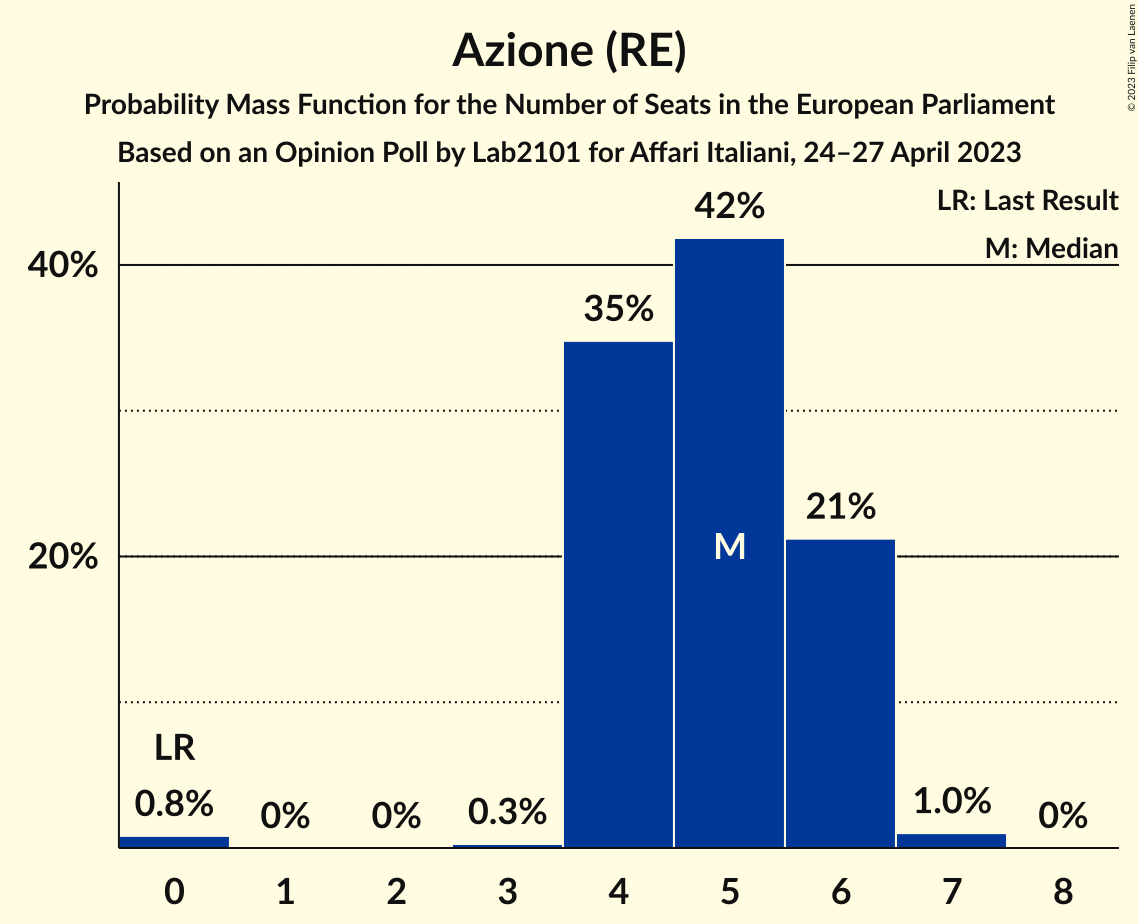 Azione (RE)
Probability Mass Function for the Number of Seats in the European Parliament
Based on an Opinion Poll by Lab2101 for Affari Italiani, 24–27 April 2023
© 2023 Filip van Laenen
LR: Last Result
M: Median
42%
40%
35%
21%
20%
M
LR
0.8%
0%
0%
0.3%
1.0%
0%
0 1 2 3 4 5 6 7 8